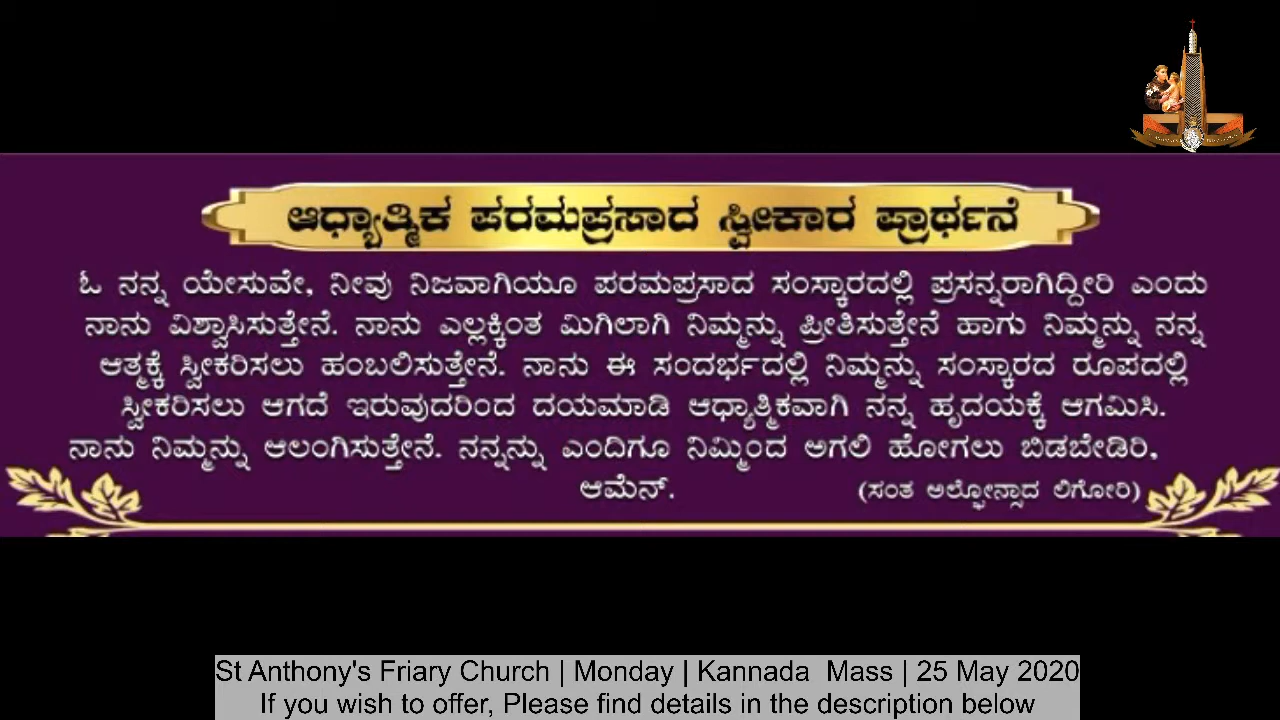 ಆಧ್ಯಾತ್ಮಿಕ ಪರಮಪ್ರಸಾದ ಸ್ವೀಕಾರ ಪ್ರಾರ್ಥನೆ
ಓ ನನ್ನ ಯೇಸುವೇ, ನೀವು ನಿಜವಾಗಿಯೂ ಪರಮಪ್ರಸಾದ ಸಂಸ್ಕಾರದಲ್ಲಿ ಪ್ರಸನ್ನರಾಗಿದ್ದೀರಿ ಎಂದು
ನಾನು ವಿಶ್ವಾಸಿಸುತ್ತೇನೆ. ನಾನು ಎಲ್ಲಕ್ಕಿಂತ ಮಿಗಿಲಾಗಿ ನಿಮ್ಮನ್ನು ಪ್ರೀತಿಸುತ್ತೇನೆ ಹಾಗು ನಿಮ್ಮನ್ನು ನನ್ನ
ಆತ್ಮಕ್ಕೆ ಸ್ವೀಕರಿಸಲು ಹಂಬಲಿಸುತ್ತೇನೆ. ನಾನು ಈ ಸಂದರ್ಭದಲ್ಲಿ ನಿಮ್ಮನ್ನು ಸಂಸ್ಕಾರದ ರೂಪದಲ್ಲಿ
ಸ್ವೀಕರಿಸಲು ಆಗದೆ ಇರುವುದರಿಂದ ದಯಮಾಡಿ ಆಧ್ಯಾತ್ಮಿಕವಾಗಿ ನನ್ನ ಹೃದಯಕ್ಕೆ ಆಗಮಿಸಿ.
ನಾನು ನಿಮ್ಮನ್ನು ಆಲಂಗಿಸುತ್ತೇನೆ. ನನ್ನನ್ನು ಎಂದಿಗೂ ನಿಮ್ಮಿಂದ ಅಗಲಿ ಹೋಗಲು ಬಿಡಬೇಡಿರಿ,
ಆಮೆನ್. (ಸಂತ ಅಲ್ಫೋನ್ಸಾದ ಲಿಗೋರಿ)
St Anthony's Friary Church | Monday | Kannada Mass | 25 May 2020
If you wish to offer, Please find details in the description below